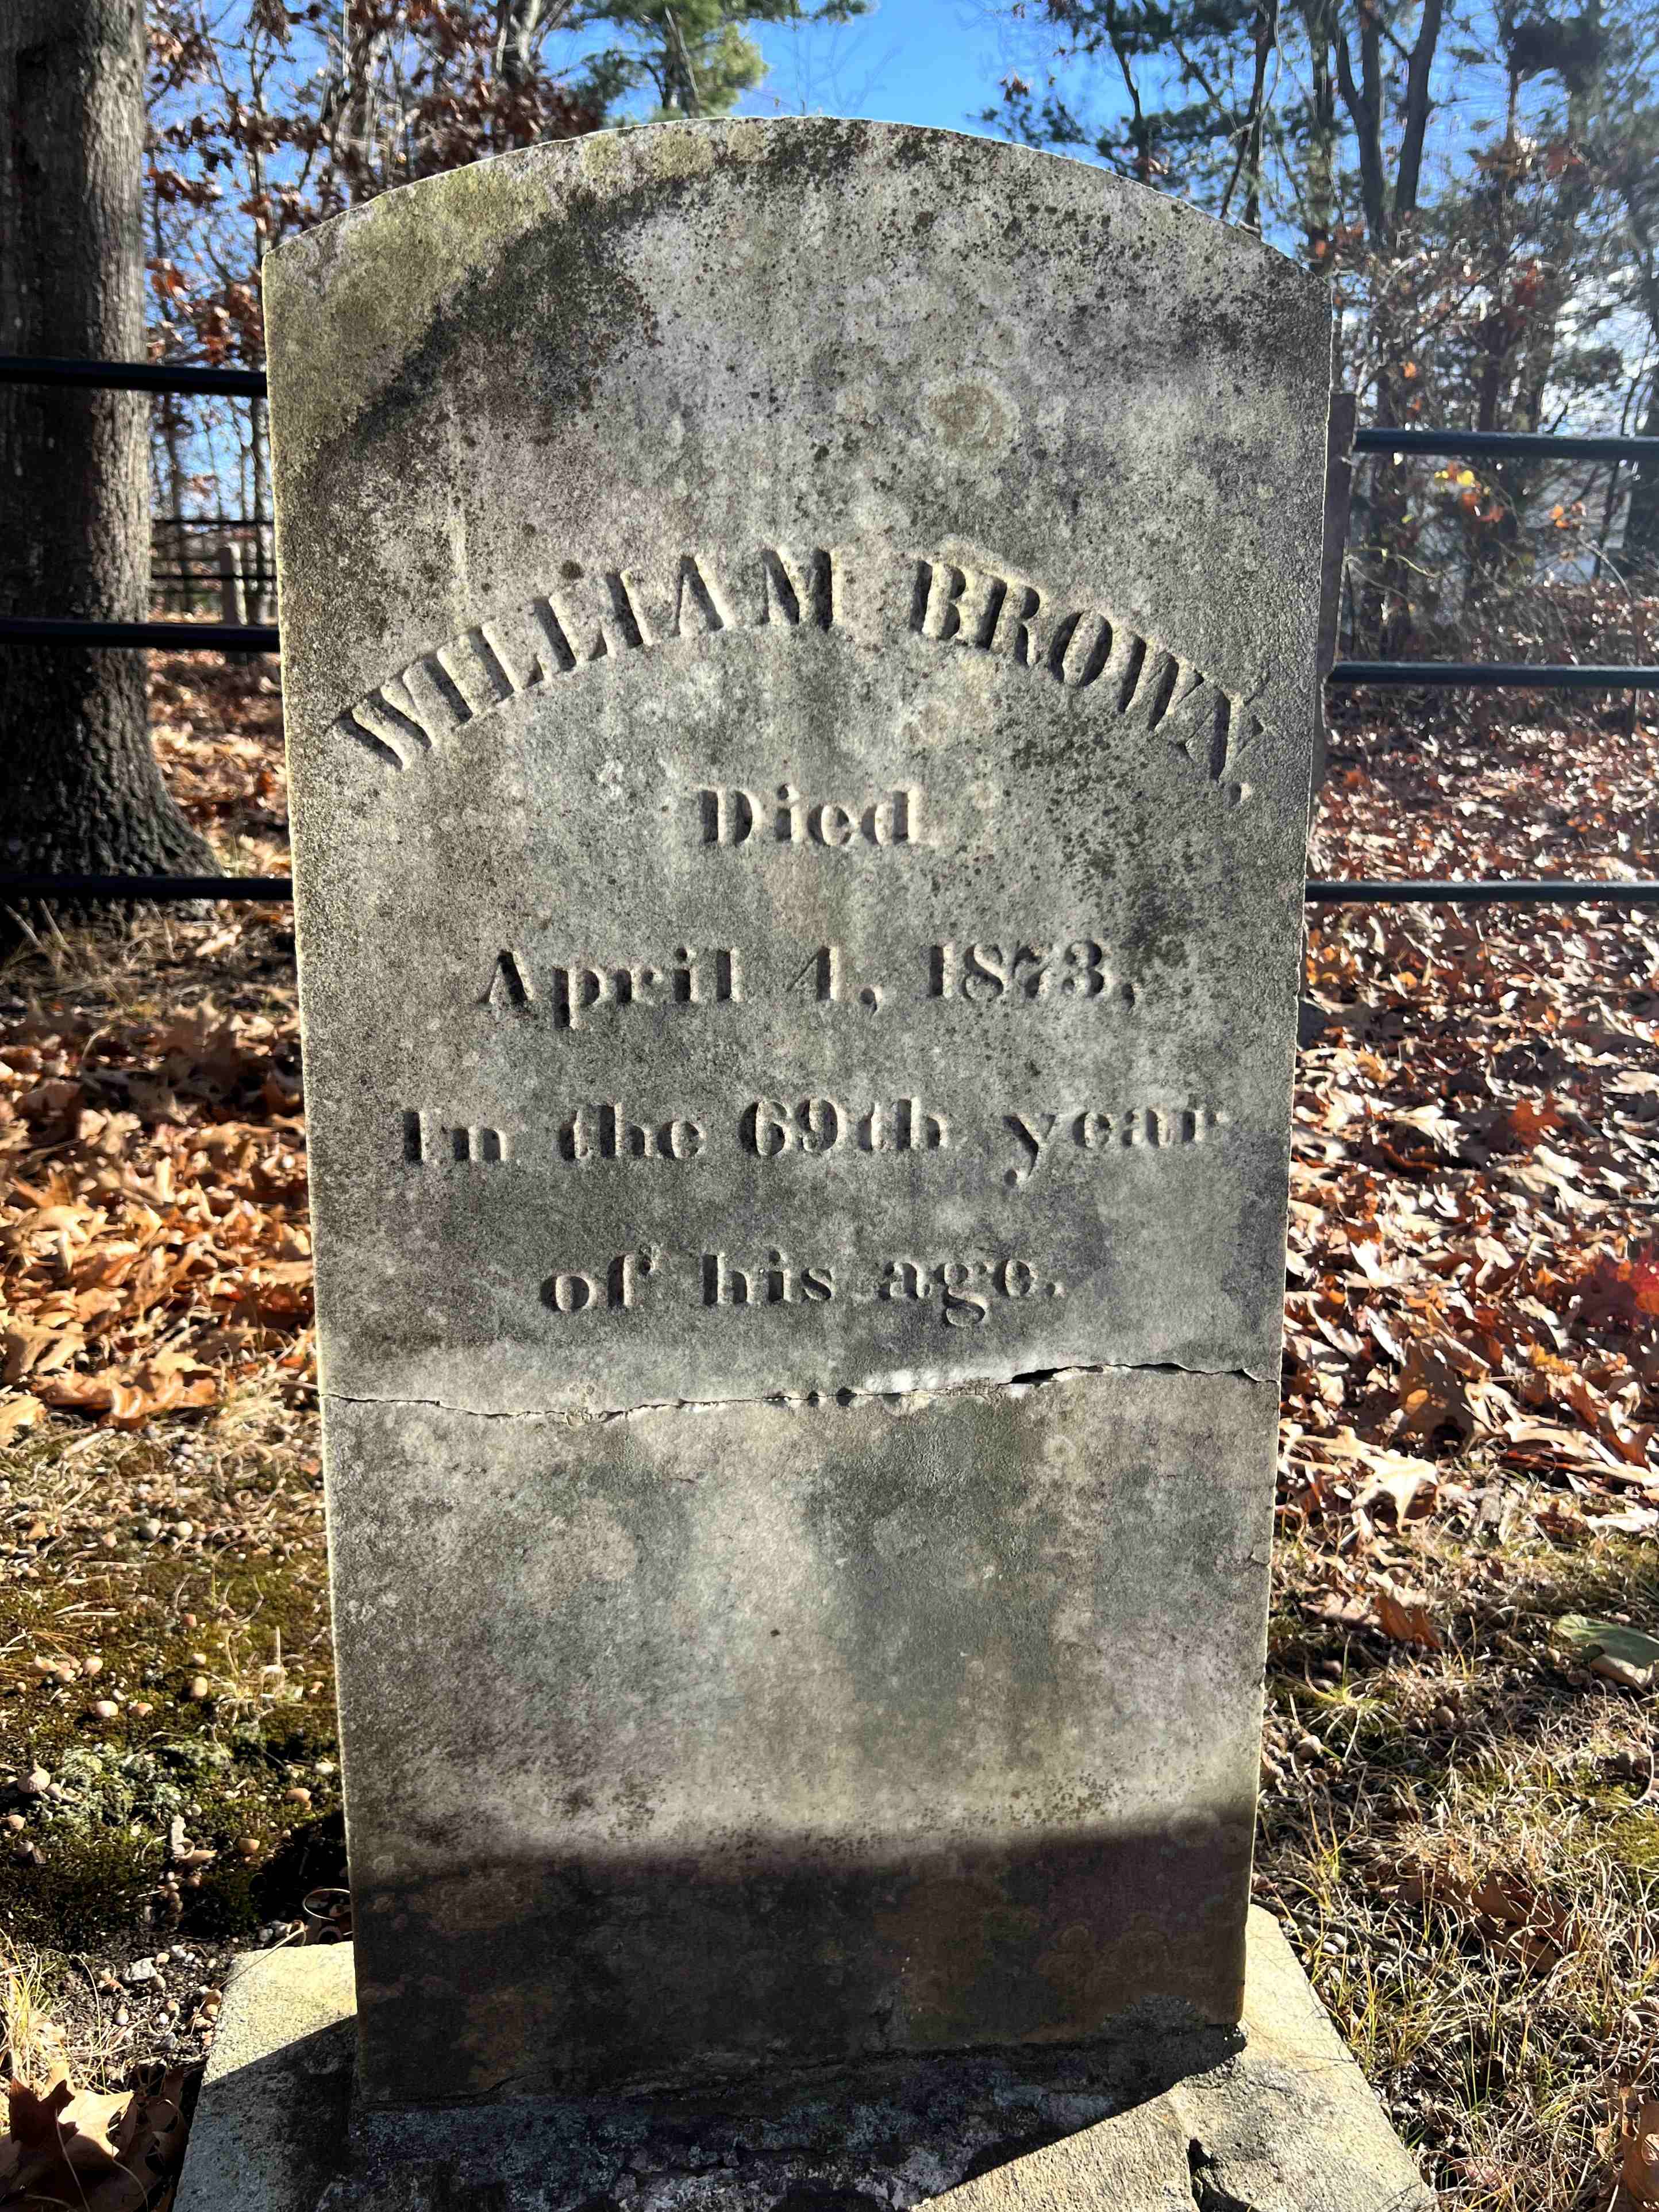 WILLIAM BROWN,
Died
April 4, 1873,
In the 69th year
of his age.